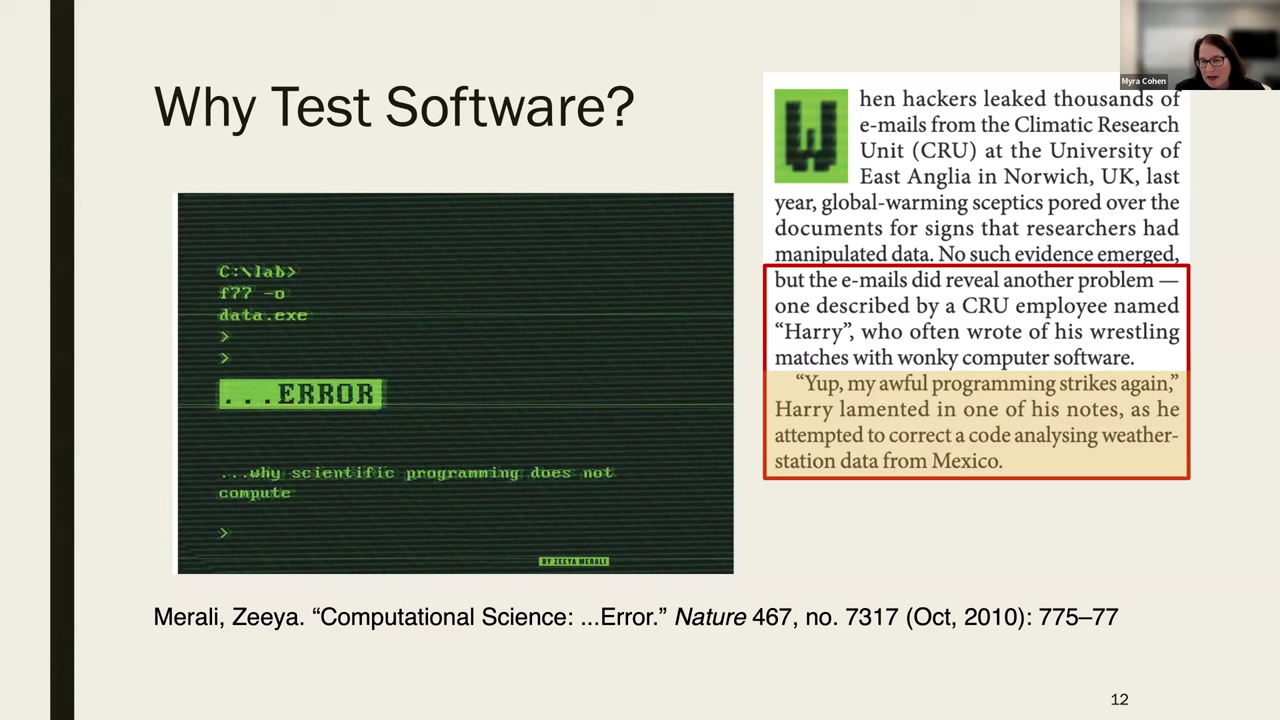 Myra Cohen
Why Test Software?
C:\lab>
f77 -o
data.exe
>
>
...ERROR
...why scientific programming does not
compute
>
BY ZEEYA MERALI
When hackers leaked thousands of
e-mails from the Climatic Research
Unit (CRU) at the University of
East Anglia in Norwich, UK, last
year, global-warming sceptics pored over the
documents for signs that researchers had
manipulated data. No such evidence emerged,
but the e-mails did reveal another problem —
one described by a CRU employee named
“Harry”, who often wrote of his wrestling
matches with wonky computer software.
“Yup, my awful programming strikes again,”
Harry lamented in one of his notes, as he
attempted to correct a code analysing weather-
station data from Mexico.
Merali, Zeeya. “Computational Science: ...Error.” Nature 467, no. 7317 (Oct, 2010): 775–77
12